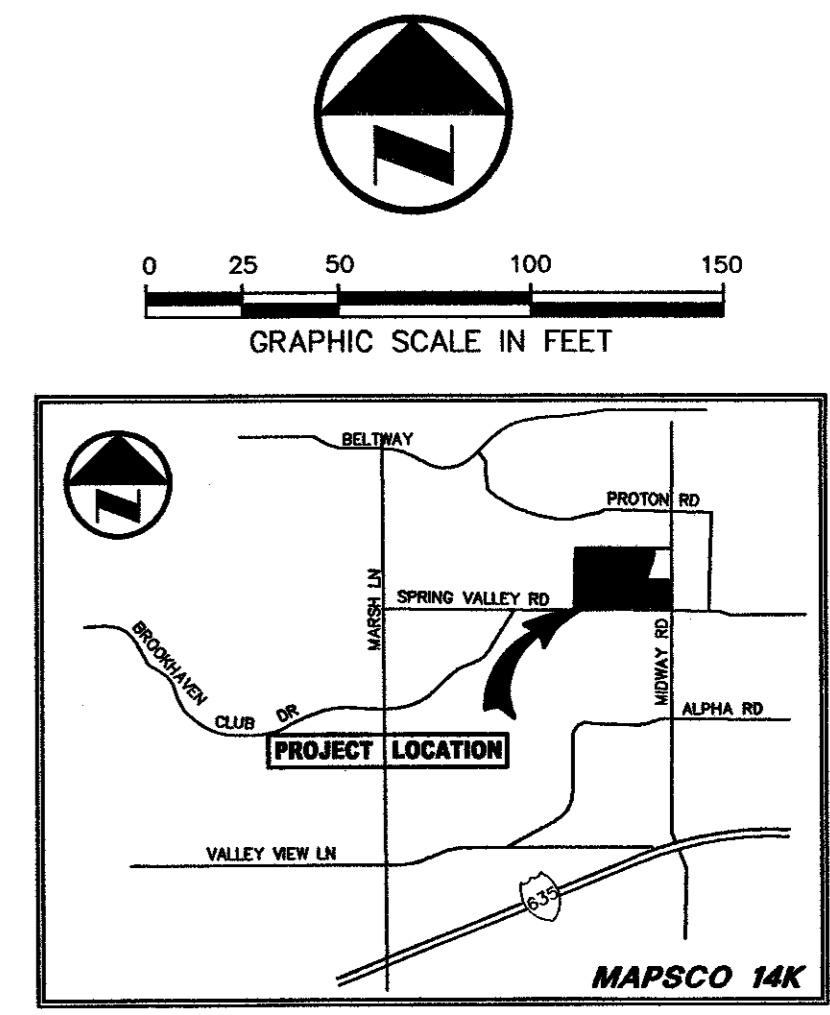 N
0 25 50 100 150
GRAPHIC SCALE IN FEET
N
BELTWAY
PROTON RD
MARSH LN
SPRING VALLEY RD
BROOKHAVEN
CLUB DR
MIDWAY RD
ALPHA RD
PROJECT LOCATION
VALLEY VIEW LN
635
MAPSCO 14K